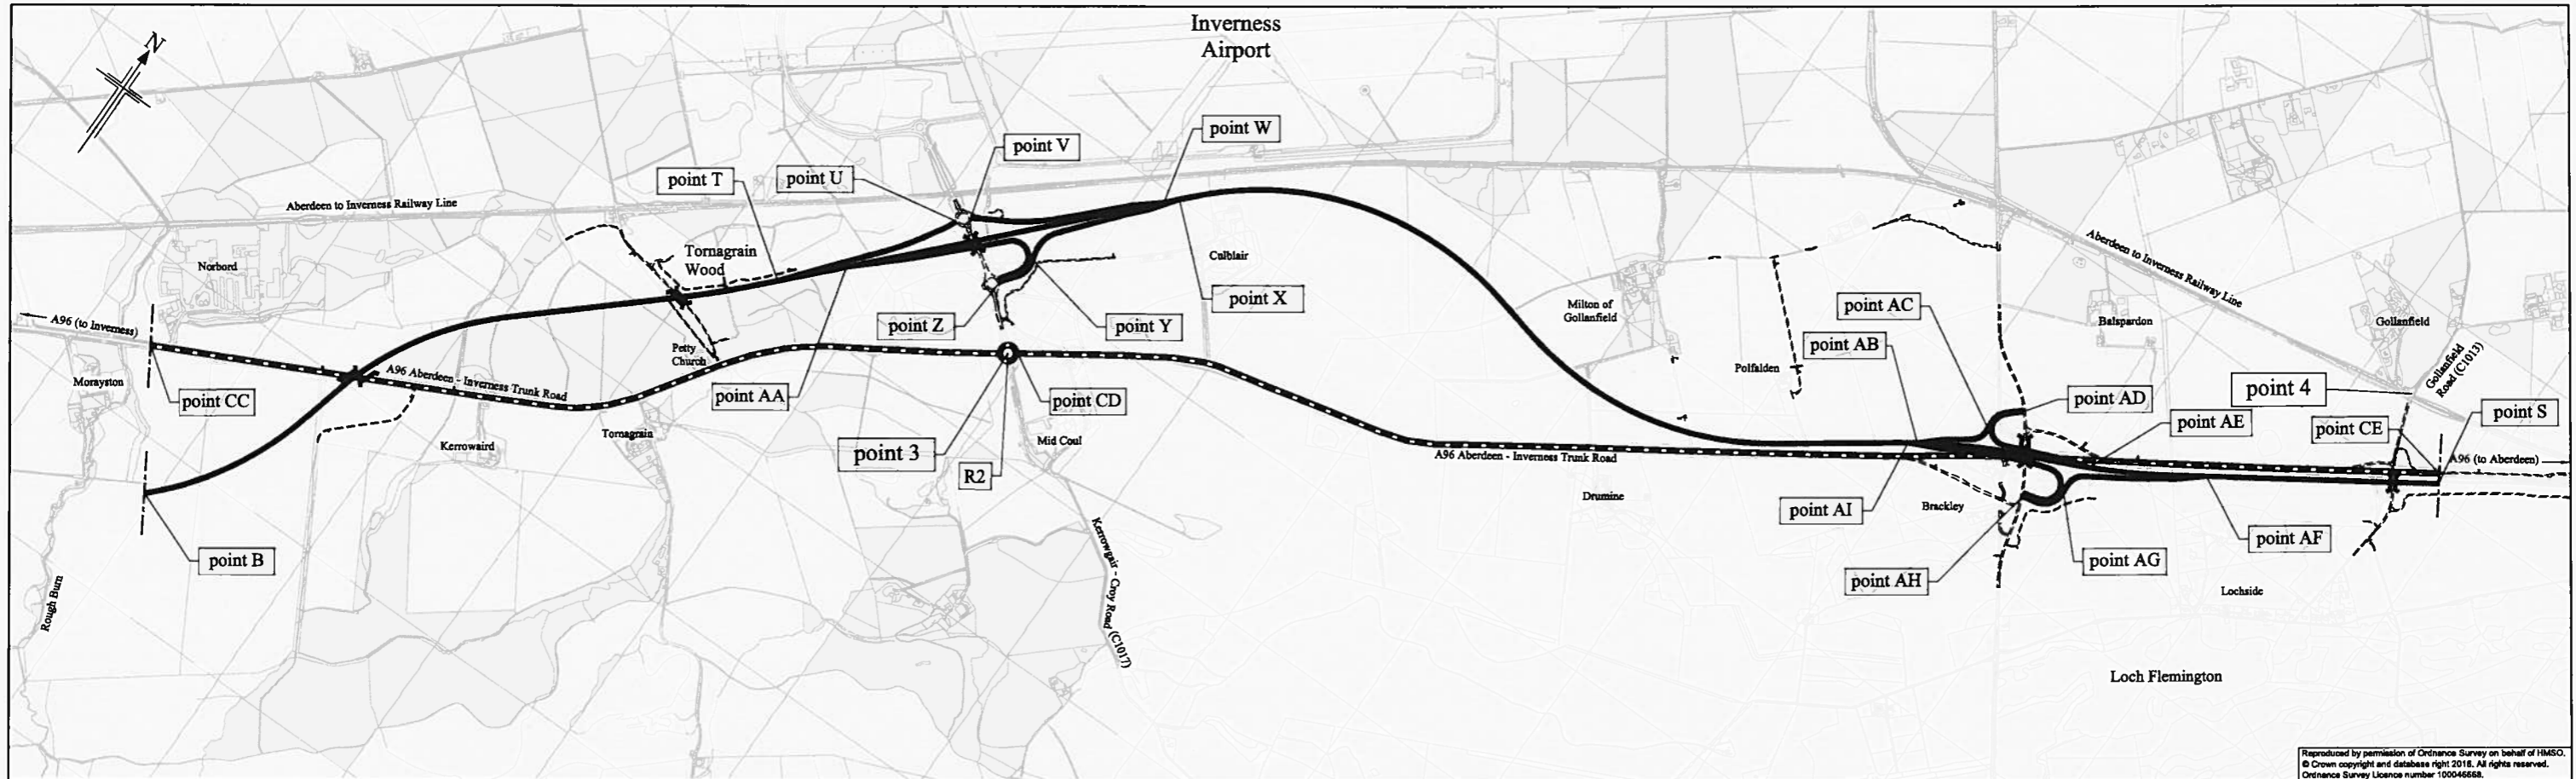 Inverness
Airport
N
point W
point V
point T
point U
Aberdeen to Inverness Railway Line
Tornagrain
Wood
Norbord
Culblair
Aberdeen to Inverness Railway Line
point X
point AC
Milton of
Gollanfield
Balspardon
Gollanfield
A96 (to Inverness)
point Z
point Y
point AB
Petty
Church
Gollanfield
Road (C1013)
Morayston
A96 Aberdeen - Inverness Trunk Road
Polfalden
point 4
point CC
point AA
point CD
point AD
point S
point AE
point CE
Kerrowaird
Tornagrain
Mid Coul
point 3
A96 Aberdeen - Inverness Trunk Road
A96 (to Aberdeen)
R2
Drumine
Brackley
point AI
point AF
point B
Kerrowgair - Croy Road (C1017)
point AG
point AH
Rough Burn
Lochside
Loch Flemington
Reproduced by permission of Ordnance Survey on behalf of HMSO.
© Crown copyright and database right 2016. All rights reserved.
Ordnance Survey Licence number 100046668.